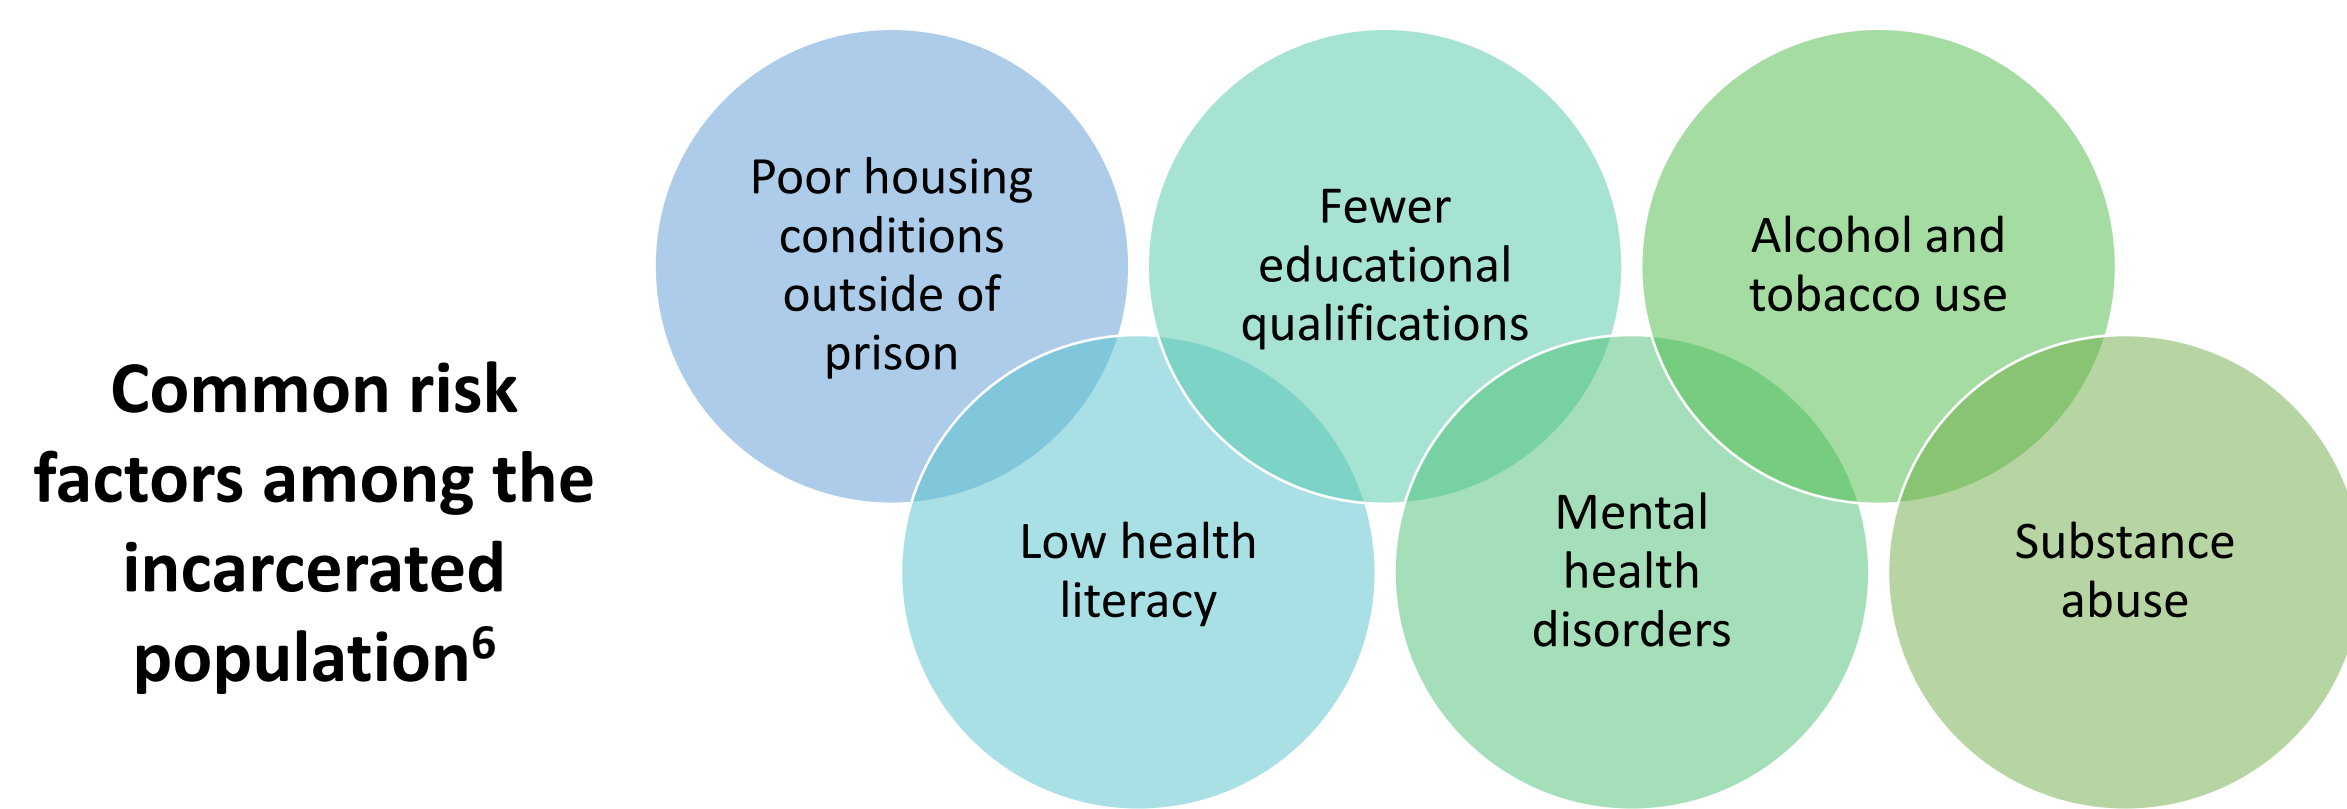 Common risk
factors among the
incarcerated
population⁶
Poor housing
conditions
outside of
prison
Low health
literacy
Fewer
educational
qualifications
Mental
health
disorders
Alcohol and
tobacco use
Substance
abuse